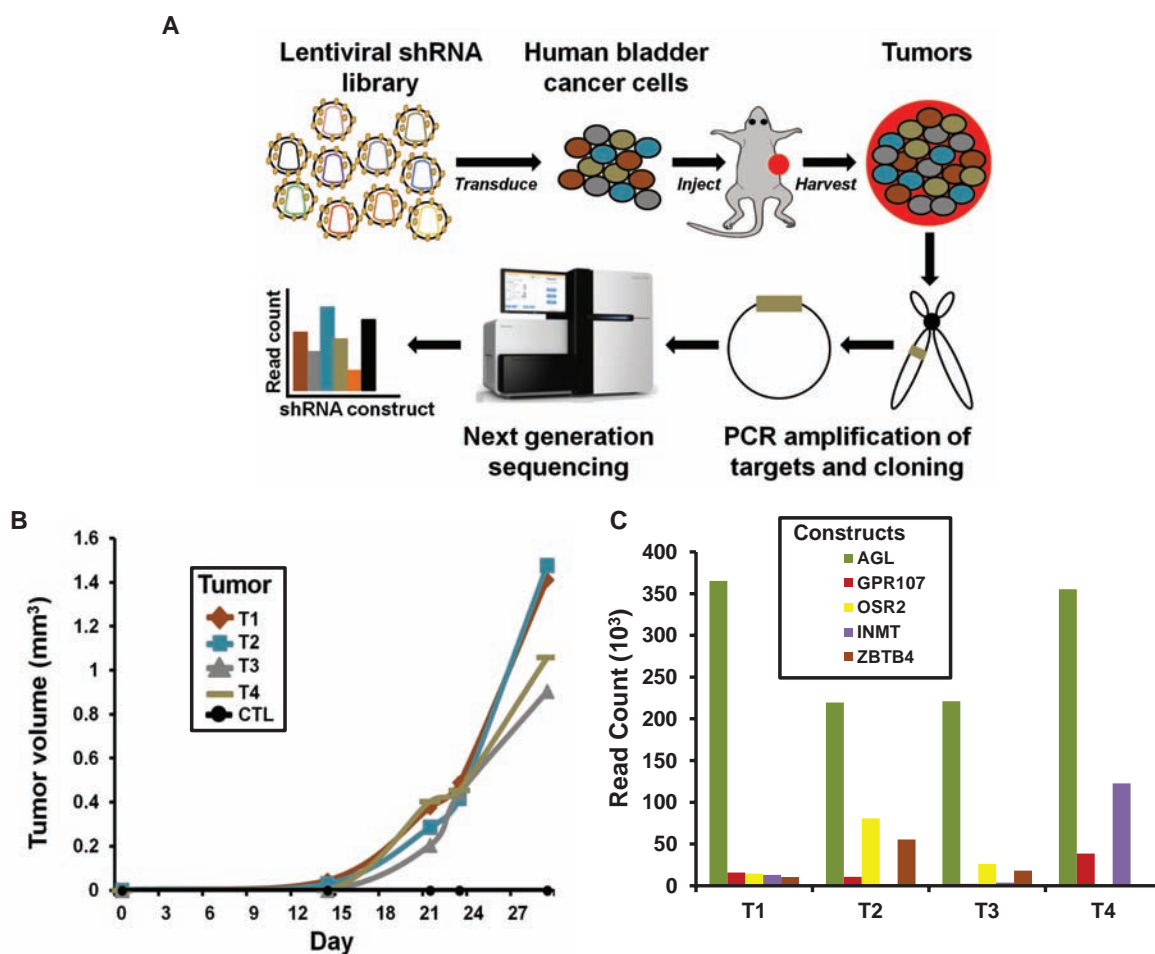 A
Lentiviral shRNA
library
Human bladder
cancer cells
Tumors
Transduce
Inject
Harvest
Read count
shRNA construct
Next generation
sequencing
PCR amplification of
targets and cloning
B
Tumor volume (mm³)
1.6
1.4
1.2
1
0.8
0.6
0.4
0.2
0
Tumor
T1
T2
T3
T4
CTL
0 3 6 9 12 15 18 21 24 27
Day
C
Read Count (10³)
400
350
300
250
200
150
100
50
0
Constructs
AGL
GPR107
OSR2
INMT
ZBTB4
T1 T2 T3 T4